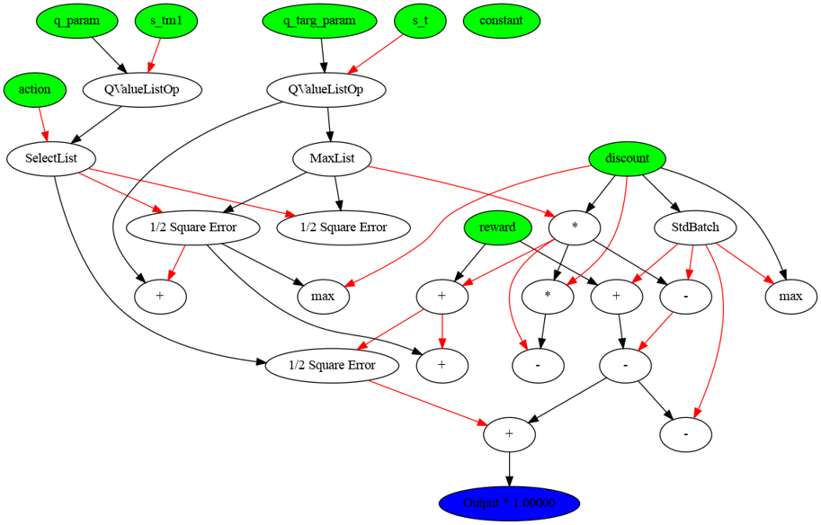 q_param
s_tm1
q_targ_param
s_t
constant
action
QValueListOp
QValueListOp
SelectList
MaxList
discount
1/2 Square Error
1/2 Square Error
reward
*
StdBatch
+
max
+
*
+
-
max
1/2 Square Error
+
-
-
+
-
Output * 1.00000